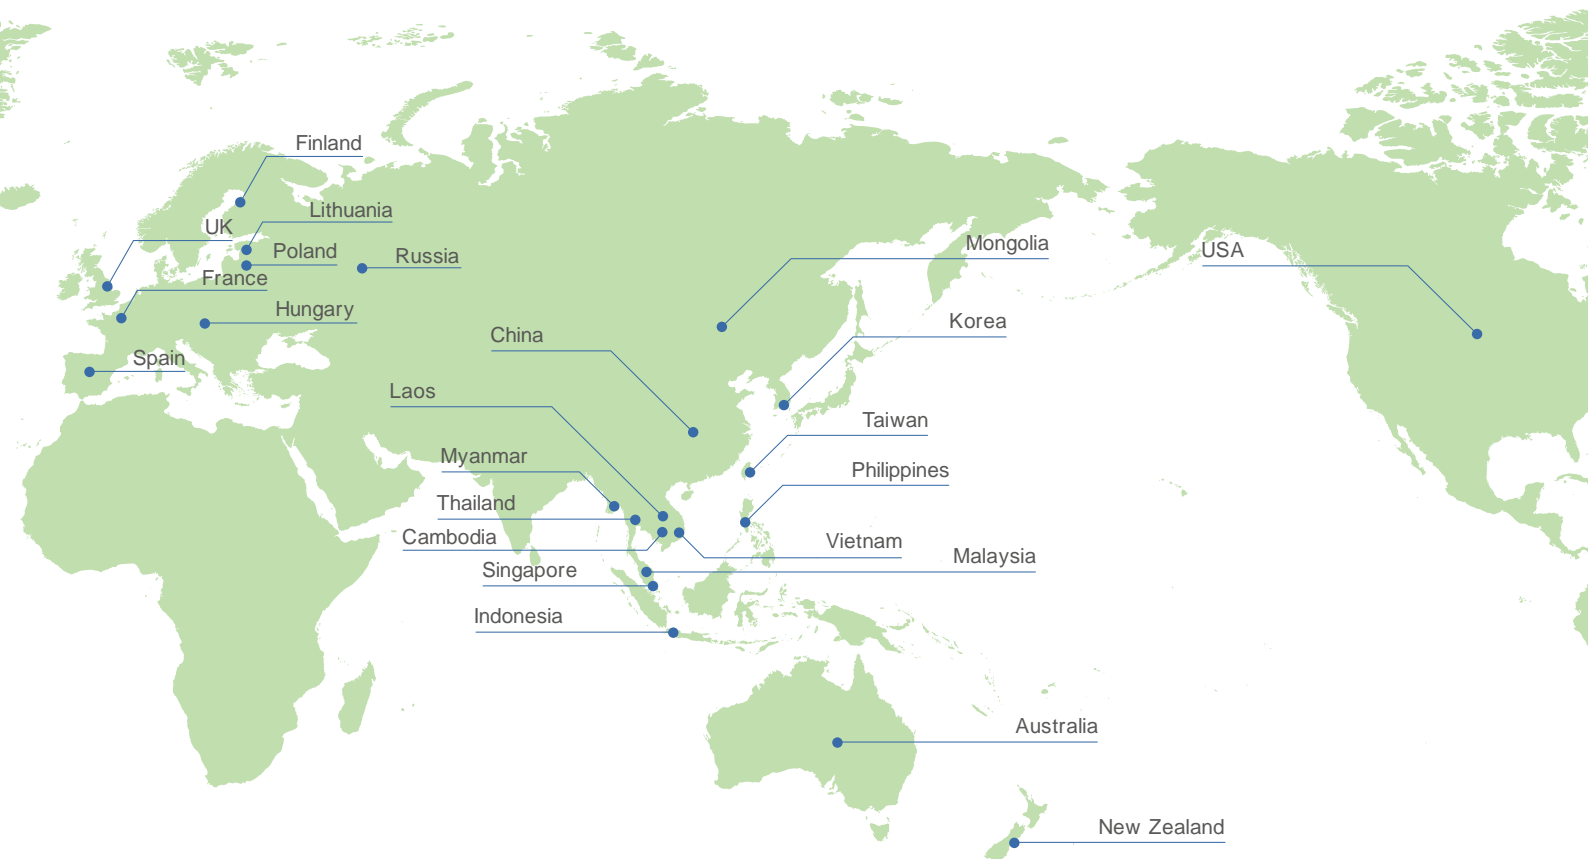 Finland
Lithuania
UK
Poland
Russia
Mongolia
USA
France
Hungary
Korea
China
Spain
Laos
Taiwan
Myanmar
Philippines
Thailand
Cambodia
Vietnam
Malaysia
Singapore
Indonesia
Australia
New Zealand